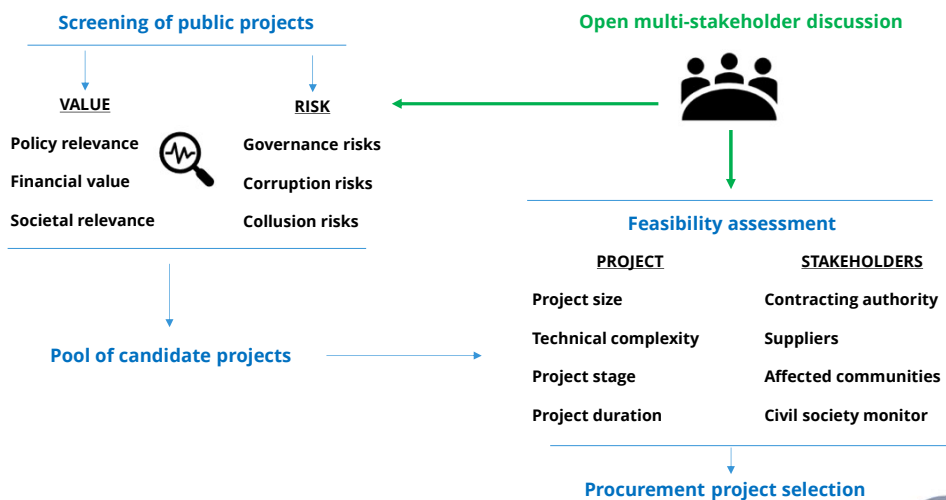 Screening of public projects
Open multi-stakeholder discussion
VALUE
RISK
Policy relevance
Governance risks
Financial value
Corruption risks
Societal relevance
Collusion risks
Feasibility assessment
PROJECT
STAKEHOLDERS
Project size
Contracting authority
Technical complexity
Suppliers
Pool of candidate projects
Project stage
Affected communities
Project duration
Civil society monitor
Procurement project selection